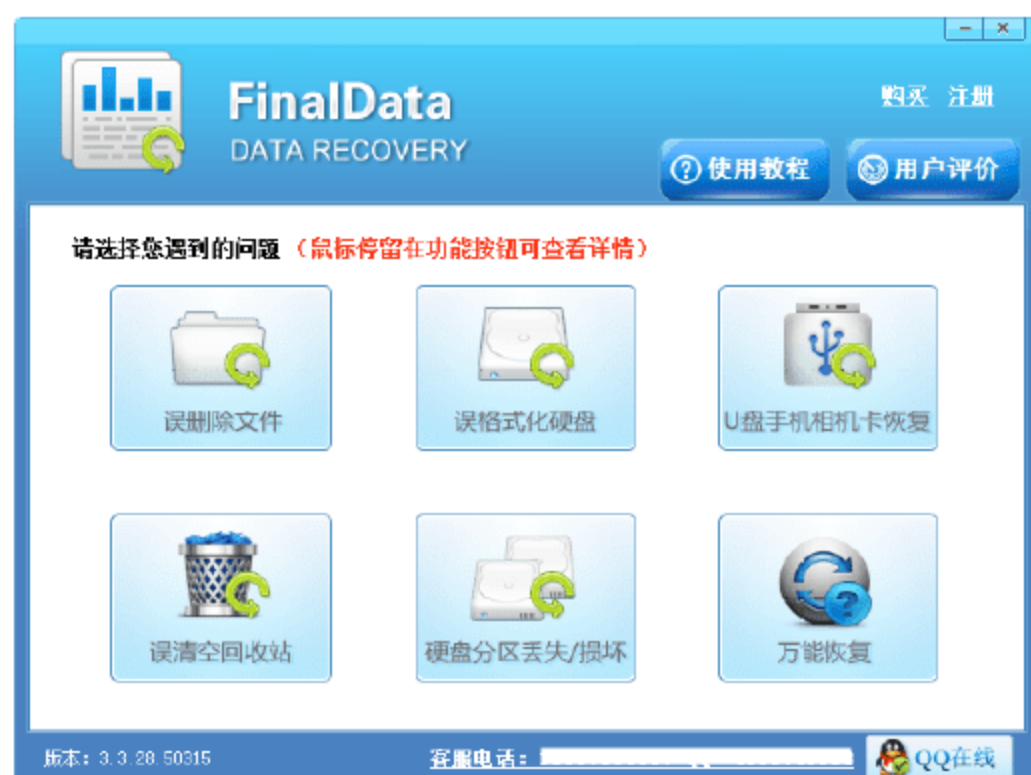 FinalData
DATA RECOVERY
购买 注册
使用教程 用户评价
请选择您遇到的问题 (鼠标停留在功能按钮可查看详情)
误删除文件
误格式化硬盘
U盘手机相机卡恢复
误清空回收站
硬盘分区丢失/损坏
万能恢复
版本: 3.3.28.50315
客服电话:
QQ在线